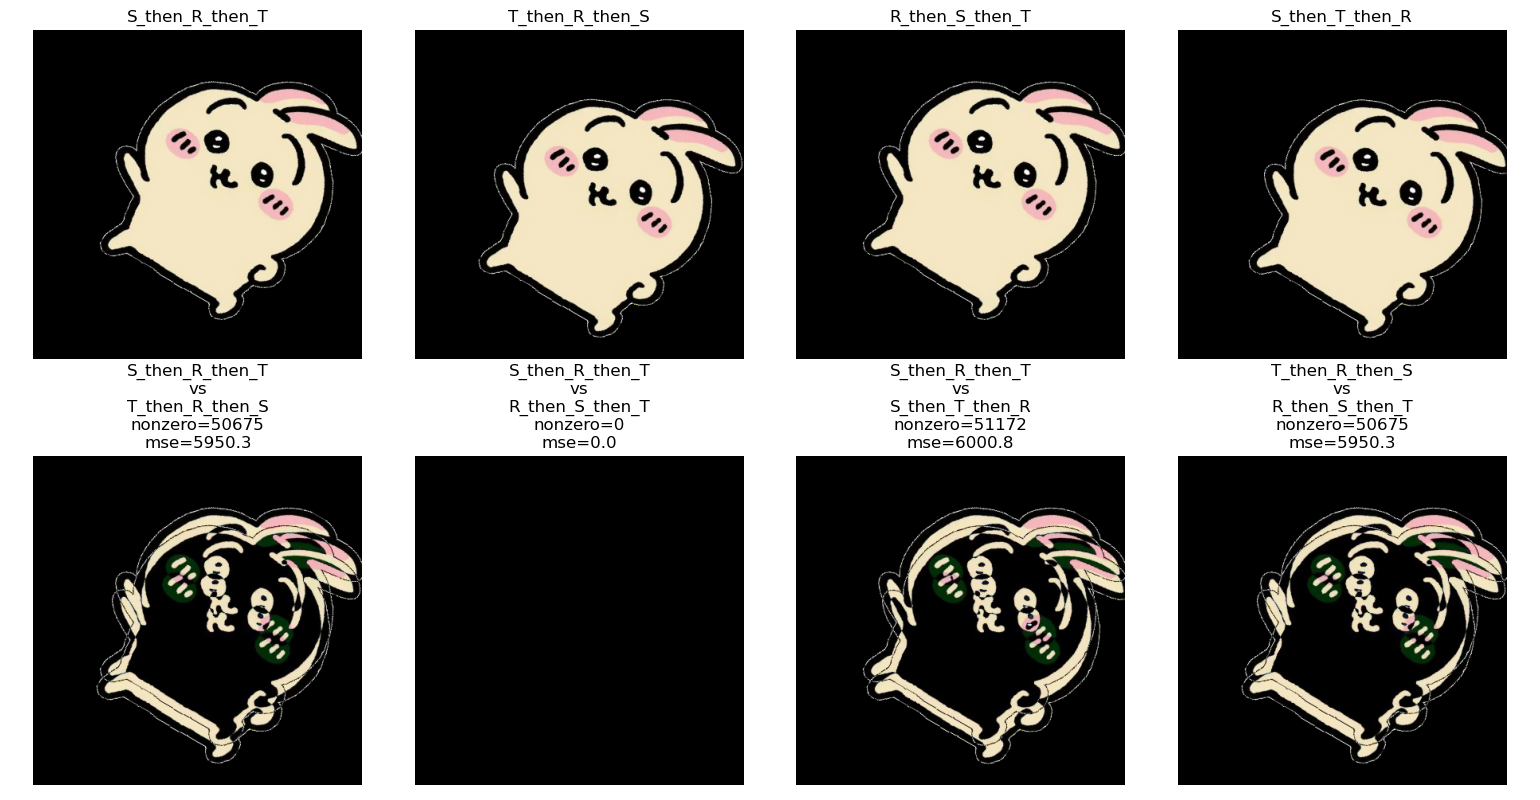 S_then_R_then_T
T_then_R_then_S
R_then_S_then_T
S_then_T_then_R
S_then_R_then_T
vs
T_then_R_then_S
nonzero=50675
mse=5950.3
S_then_R_then_T
vs
R_then_S_then_T
nonzero=0
mse=0.0
S_then_R_then_T
vs
S_then_T_then_R
nonzero=51172
mse=6000.8
T_then_R_then_S
vs
R_then_S_then_T
nonzero=50675
mse=5950.3